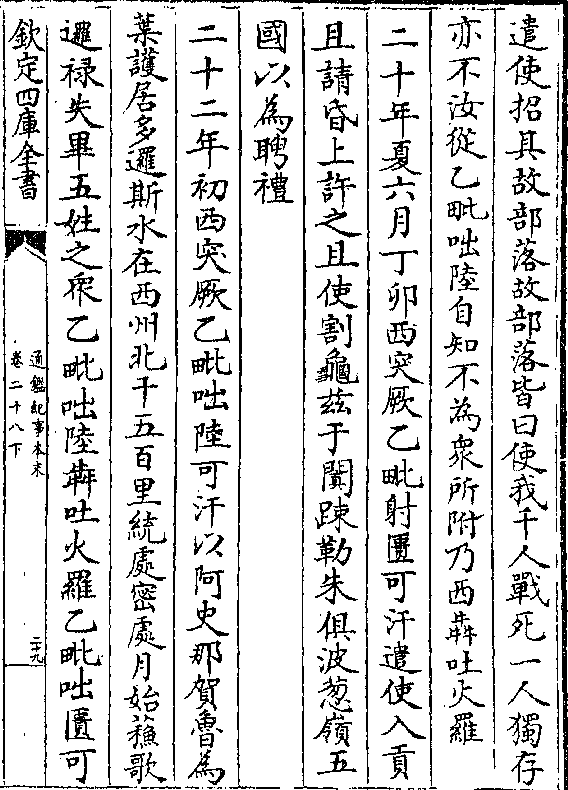 遣使招其故部落故部落皆曰使我千人戰死一人獨存
亦不汝從乙毗咄陸自知不為衆所附乃西犇吐火羅
二十年夏六月丁卯西突厥乙毗射匱可汗遣使入貢
且請昏上許之且使割龜兹于闐踈勒朱俱波葱嶺五
國以為聘禮
二十二年初西突厥乙毗咄陸可汗以阿史那賀魯為
葉護居多邏斯水在西州北千五百里統處密處月始蘓歌
邏禄失畢五姓之衆乙毗咄陸犇吐火羅乙毗咄匱可
欽定四庫全書
通鑑紀事本末
卷二十八下
二十九